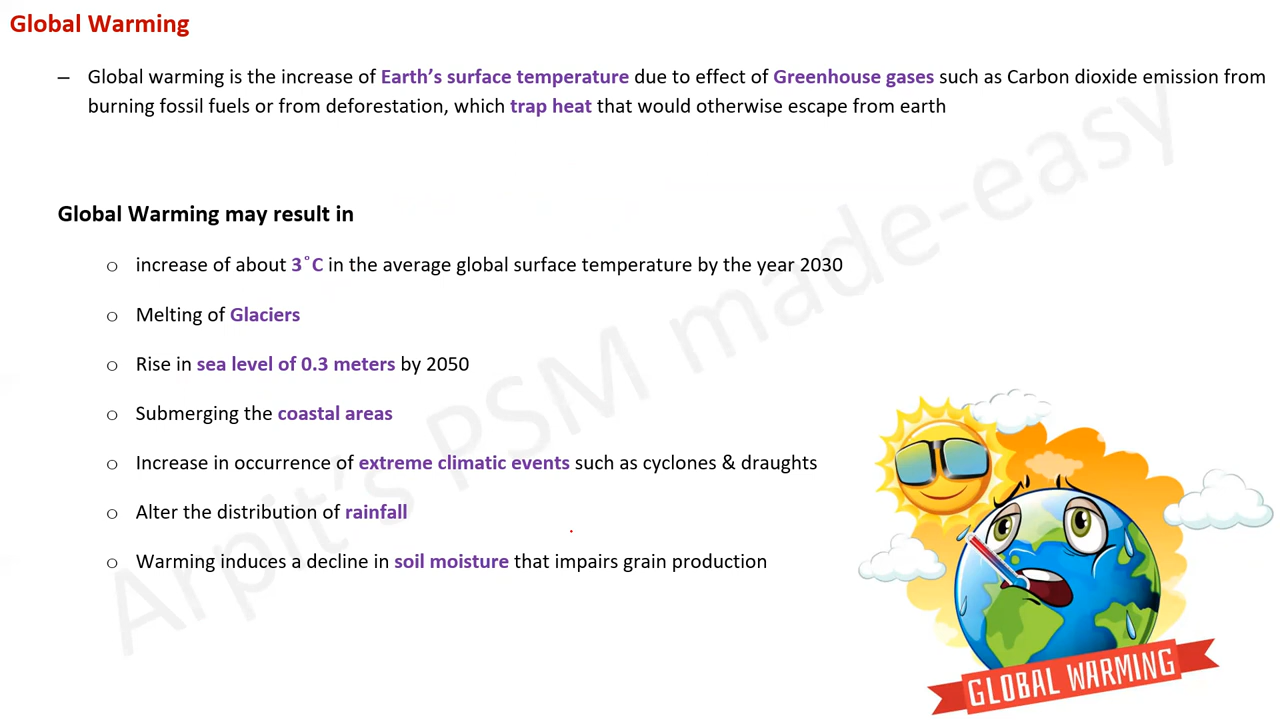 Global Warming
– Global warming is the increase of Earth's surface temperature due to effect of Greenhouse gases such as Carbon dioxide emission from
burning fossil fuels or from deforestation, which trap heat that would otherwise escape from earth
Global Warming may result in
o increase of about 3˚C in the average global surface temperature by the year 2030
o Melting of Glaciers
o Rise in sea level of 0.3 meters by 2050
o Submerging the coastal areas
o Increase in occurrence of extreme climatic events such as cyclones & draughts
o Alter the distribution of rainfall
o Warming induces a decline in soil moisture that impairs grain production
Arpit's PSM made-easy
GLOBAL WARMING